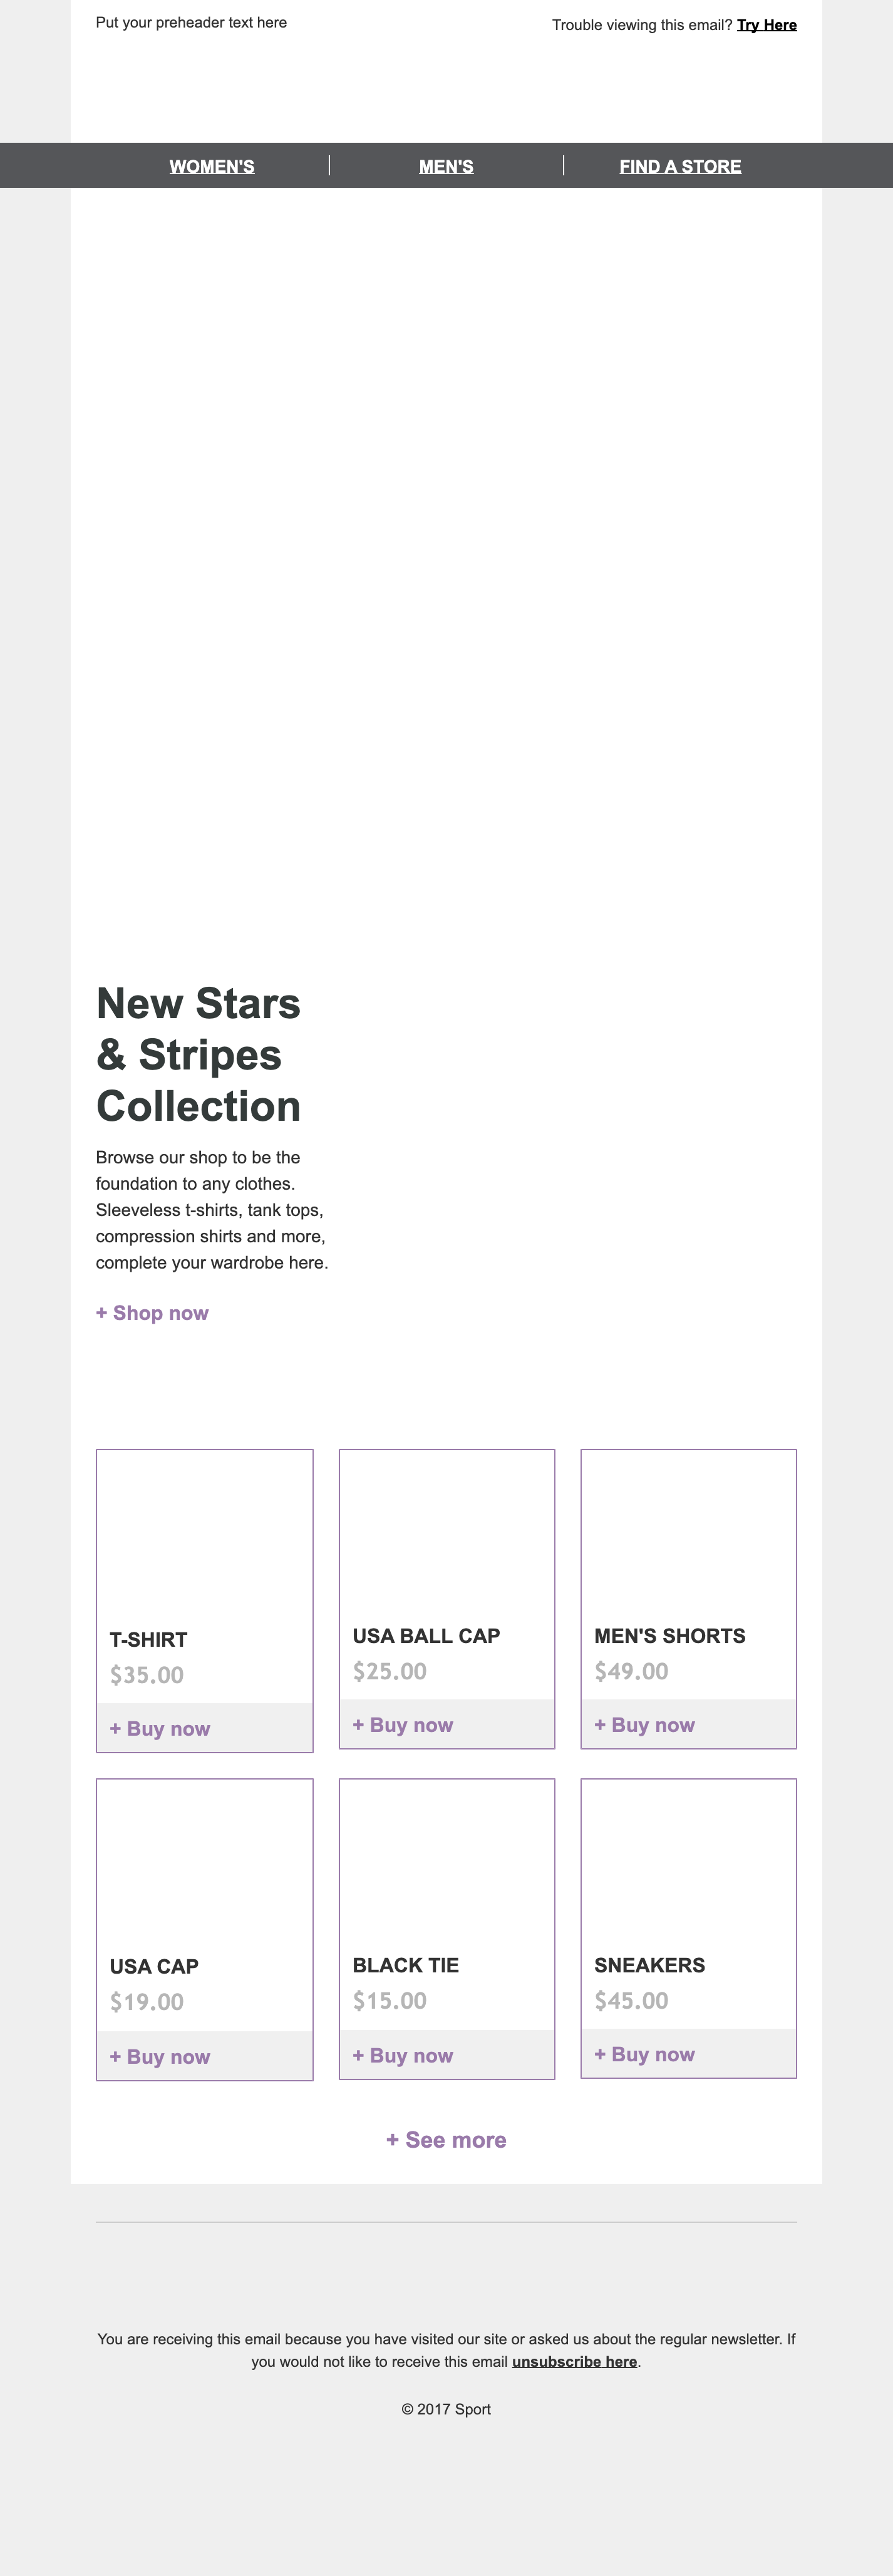 Put your preheader text here
Trouble viewing this email? Try Here
WOMEN'S
MEN'S
FIND A STORE
New Stars
& Stripes
Collection
Browse our shop to be the
foundation to any clothes.
Sleeveless t-shirts, tank tops,
compression shirts and more,
complete your wardrobe here.
+ Shop now
T-SHIRT
$35.00
+ Buy now
USA BALL CAP
$25.00
+ Buy now
MEN'S SHORTS
$49.00
+ Buy now
USA CAP
$19.00
+ Buy now
BLACK TIE
$15.00
+ Buy now
SNEAKERS
$45.00
+ Buy now
+ See more
You are receiving this email because you have visited our site or asked us about the regular newsletter. If
you would not like to receive this email unsubscribe here.
© 2017 Sport